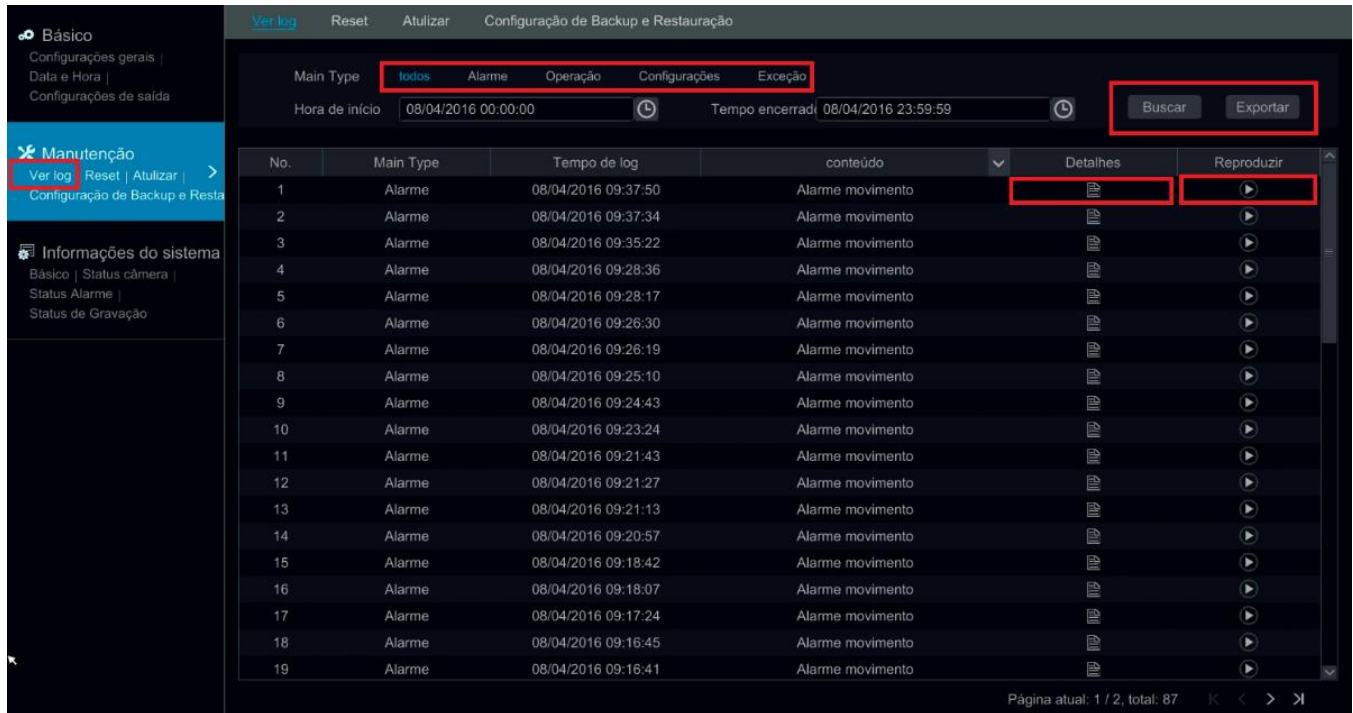 Básico
Configurações gerais |
Data e Hora |
Configurações de saída
Manutenção
Ver log | Reset | Atulizar |
Configuração de Backup e Resta
Informações do sistema
Básico | Status câmera |
Status Alarme |
Status de Gravação
Ver log Reset Atulizar Configuração de Backup e Restauração
Main Type todos Alarme Operação Configurações Exceção
Hora de início 08/04/2016 00:00:00 Tempo encerrad 08/04/2016 23:59:59 Buscar Exportar
No. Main Type Tempo de log conteúdo Detalhes Reproduzir
1 Alarme 08/04/2016 09:37:50 Alarme movimento
2 Alarme 08/04/2016 09:37:34 Alarme movimento
3 Alarme 08/04/2016 09:35:22 Alarme movimento
4 Alarme 08/04/2016 09:28:36 Alarme movimento
5 Alarme 08/04/2016 09:28:17 Alarme movimento
6 Alarme 08/04/2016 09:26:30 Alarme movimento
7 Alarme 08/04/2016 09:26:19 Alarme movimento
8 Alarme 08/04/2016 09:25:10 Alarme movimento
9 Alarme 08/04/2016 09:24:43 Alarme movimento
10 Alarme 08/04/2016 09:23:24 Alarme movimento
11 Alarme 08/04/2016 09:21:43 Alarme movimento
12 Alarme 08/04/2016 09:21:27 Alarme movimento
13 Alarme 08/04/2016 09:21:13 Alarme movimento
14 Alarme 08/04/2016 09:20:57 Alarme movimento
15 Alarme 08/04/2016 09:18:42 Alarme movimento
16 Alarme 08/04/2016 09:18:07 Alarme movimento
17 Alarme 08/04/2016 09:17:24 Alarme movimento
18 Alarme 08/04/2016 09:16:45 Alarme movimento
19 Alarme 08/04/2016 09:16:41 Alarme movimento
Página atual: 1 / 2, total: 87